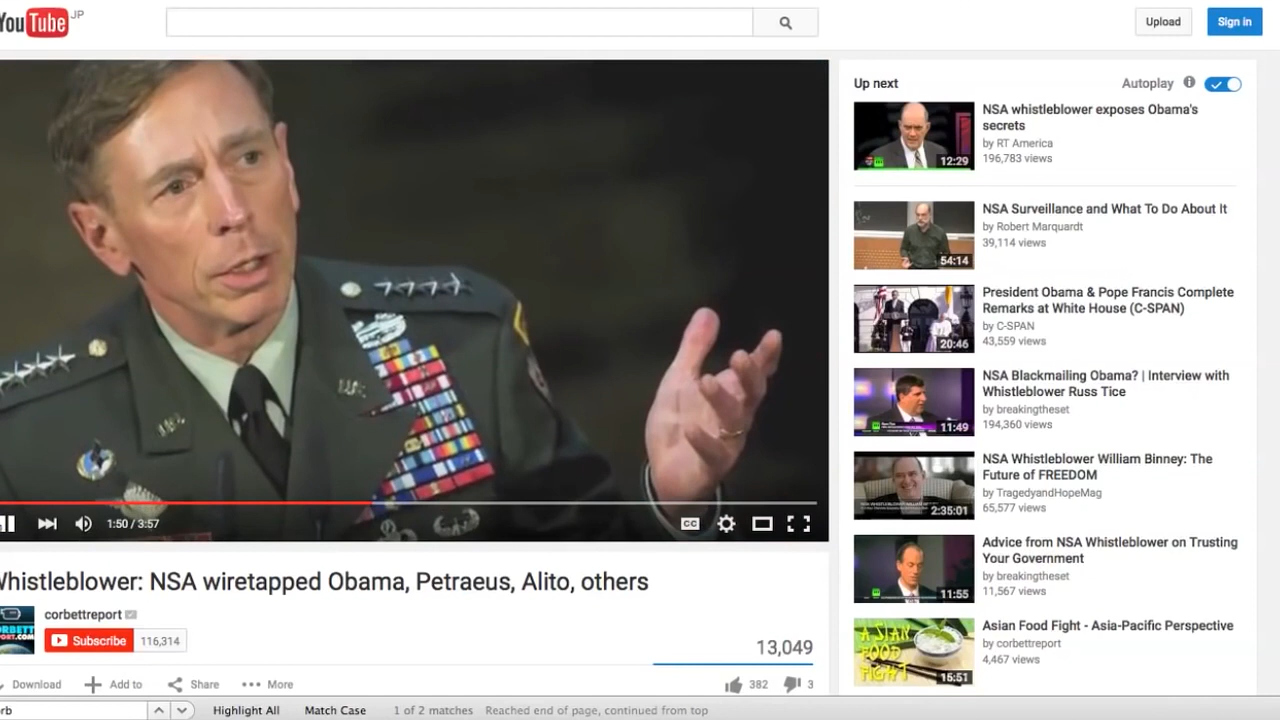 YouTube JP
Upload
Sign in
Up next
Autoplay
NSA whistleblower exposes Obama's
secrets
by RT America
196,783 views
12:29
NSA Surveillance and What To Do About It
by Robert Marquardt
39,114 views
54:14
President Obama & Pope Francis Complete
Remarks at White House (C-SPAN)
by C-SPAN
43,559 views
20:46
NSA Blackmailing Obama? | Interview with
Whistleblower Russ Tice
by breakingtheset
194,360 views
11:49
NSA Whistleblower William Binney: The
Future of FREEDOM
by TragedyandHopeMag
65,577 views
2:35:01
Advice from NSA Whistleblower on Trusting
Your Government
by breakingtheset
11,567 views
11:55
Asian Food Fight - Asia-Pacific Perspective
by corbettreport
4,467 views
ASIAN
FOOD
FIGHT
15:51
1:50 / 3:57
CC
Whistleblower: NSA wiretapped Obama, Petraeus, Alito, others
corbettreport
Subscribe
116,314
13,049
Download
Add to
Share
More
382
3
rb
Highlight All
Match Case
1 of 2 matches
Reached end of page, continued from top